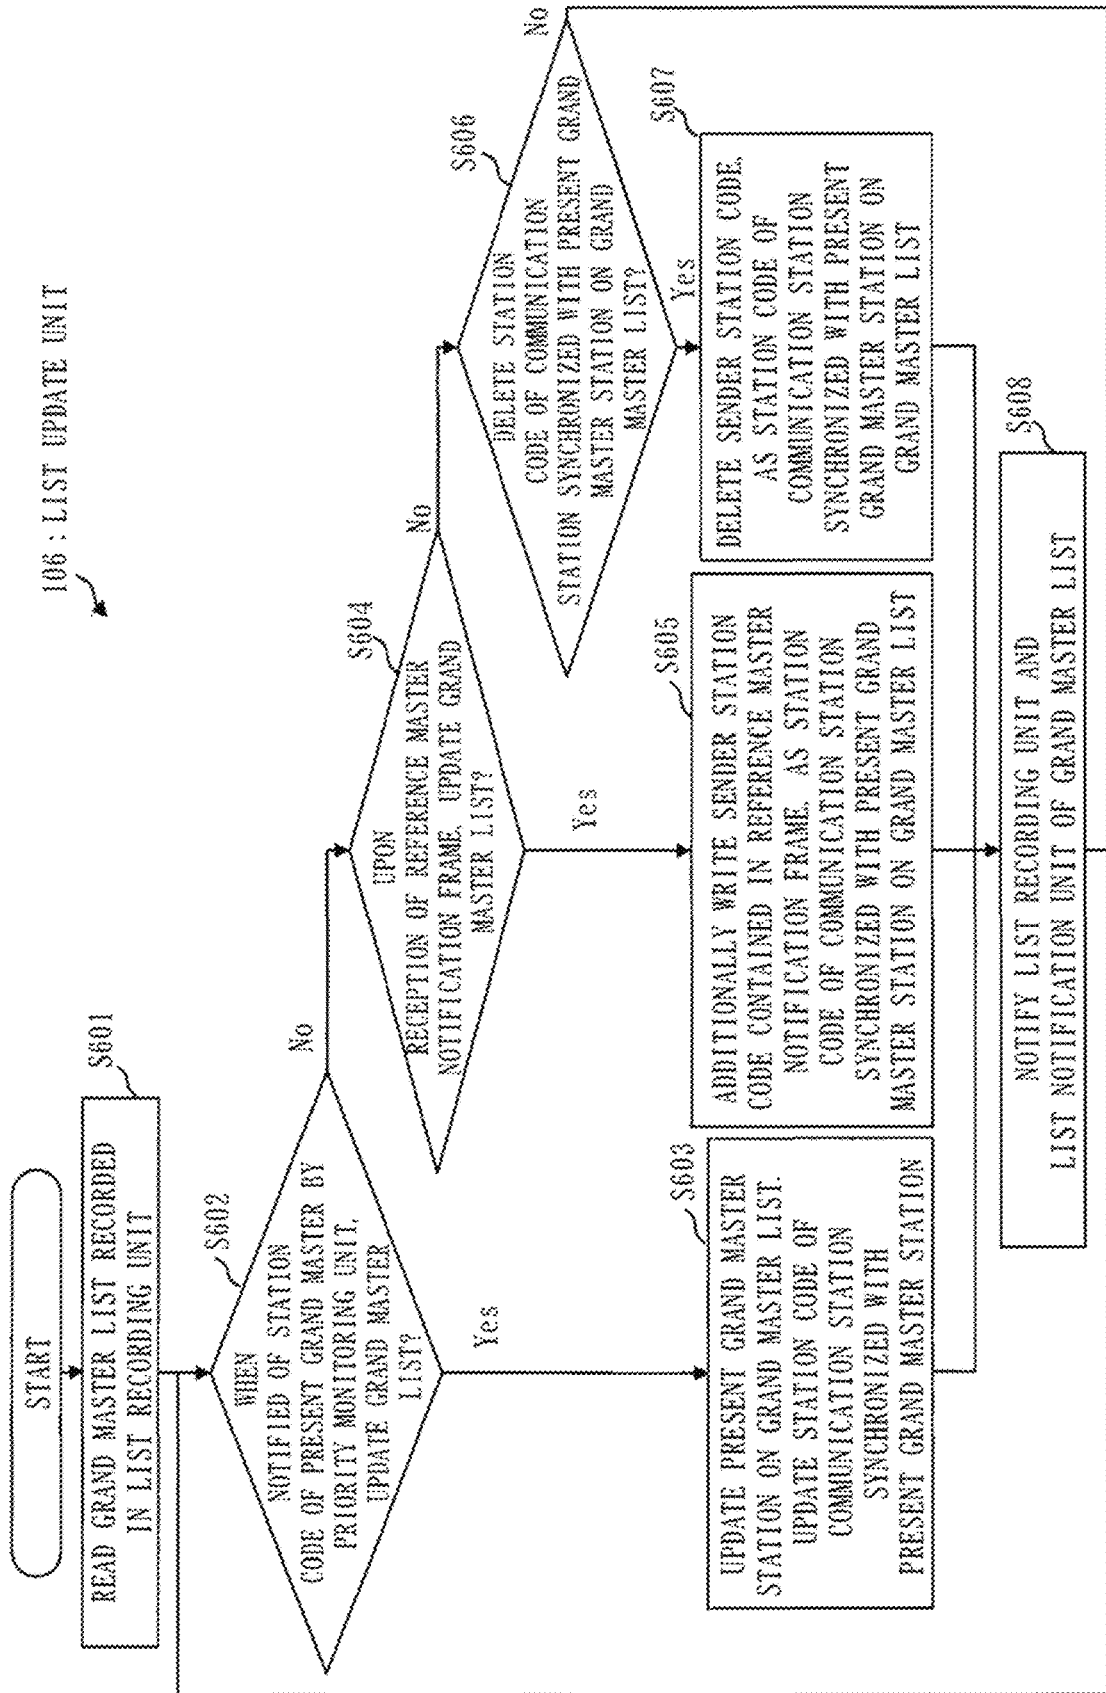 106 : LIST UPDATE UNIT
START
S601
READ GRAND MASTER LIST RECORDED
IN LIST RECORDING UNIT
S602
WHEN
NOTIFIED OF STATION
CODE OF PRESENT GRAND MASTER BY
PRIORITY MONITORING UNIT,
UPDATE GRAND MASTER
LIST?
No
Yes
S604
UPON
RECEPTION OF REFERENCE MASTER
NOTIFICATION FRAME, UPDATE GRAND
MASTER LIST?
No
Yes
S606
DELETE STATION
CODE OF COMMUNICATION
STATION SYNCHRONIZED WITH PRESENT GRAND
MASTER STATION ON GRAND
MASTER LIST?
No
Yes
S603
UPDATE PRESENT GRAND MASTER
STATION ON GRAND MASTER LIST.
UPDATE STATION CODE OF
COMMUNICATION STATION
SYNCHRONIZED WITH
PRESENT GRAND MASTER STATION
S605
ADDITIONALLY WRITE SENDER STATION
CODE CONTAINED IN REFERENCE MASTER
NOTIFICATION FRAME, AS STATION
CODE OF COMMUNICATION STATION
SYNCHRONIZED WITH PRESENT GRAND
MASTER STATION ON GRAND MASTER LIST
S607
DELETE SENDER STATION CODE,
AS STATION CODE OF
COMMUNICATION STATION
SYNCHRONIZED WITH PRESENT
GRAND MASTER STATION ON
GRAND MASTER LIST
S608
NOTIFY LIST RECORDING UNIT AND
LIST NOTIFICATION UNIT OF GRAND MASTER LIST